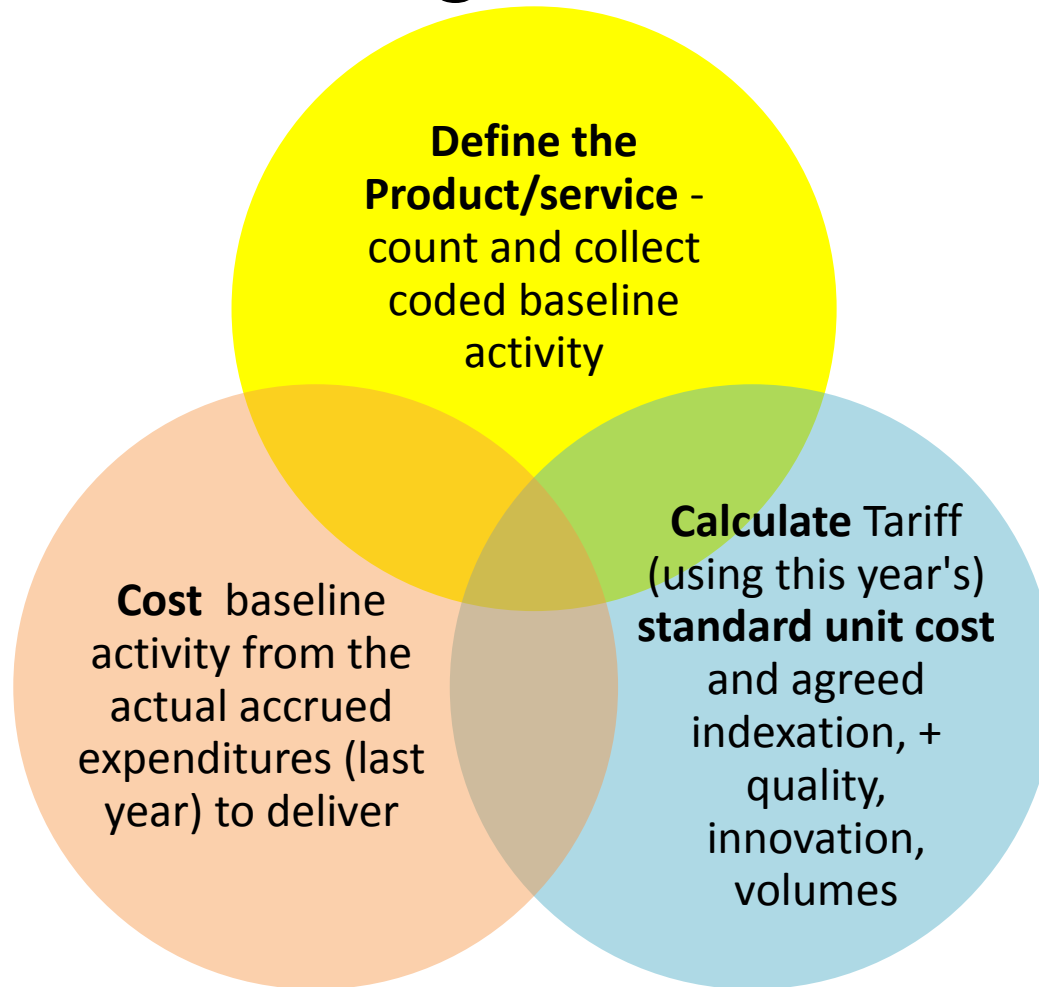 Define the
Product/service -
count and collect
coded baseline
activity
Cost  baseline
activity from the
actual accrued
expenditures (last
year) to deliver
Calculate Tariff
(using this year's)
standard unit cost
and agreed
indexation, +
quality,
innovation,
volumes